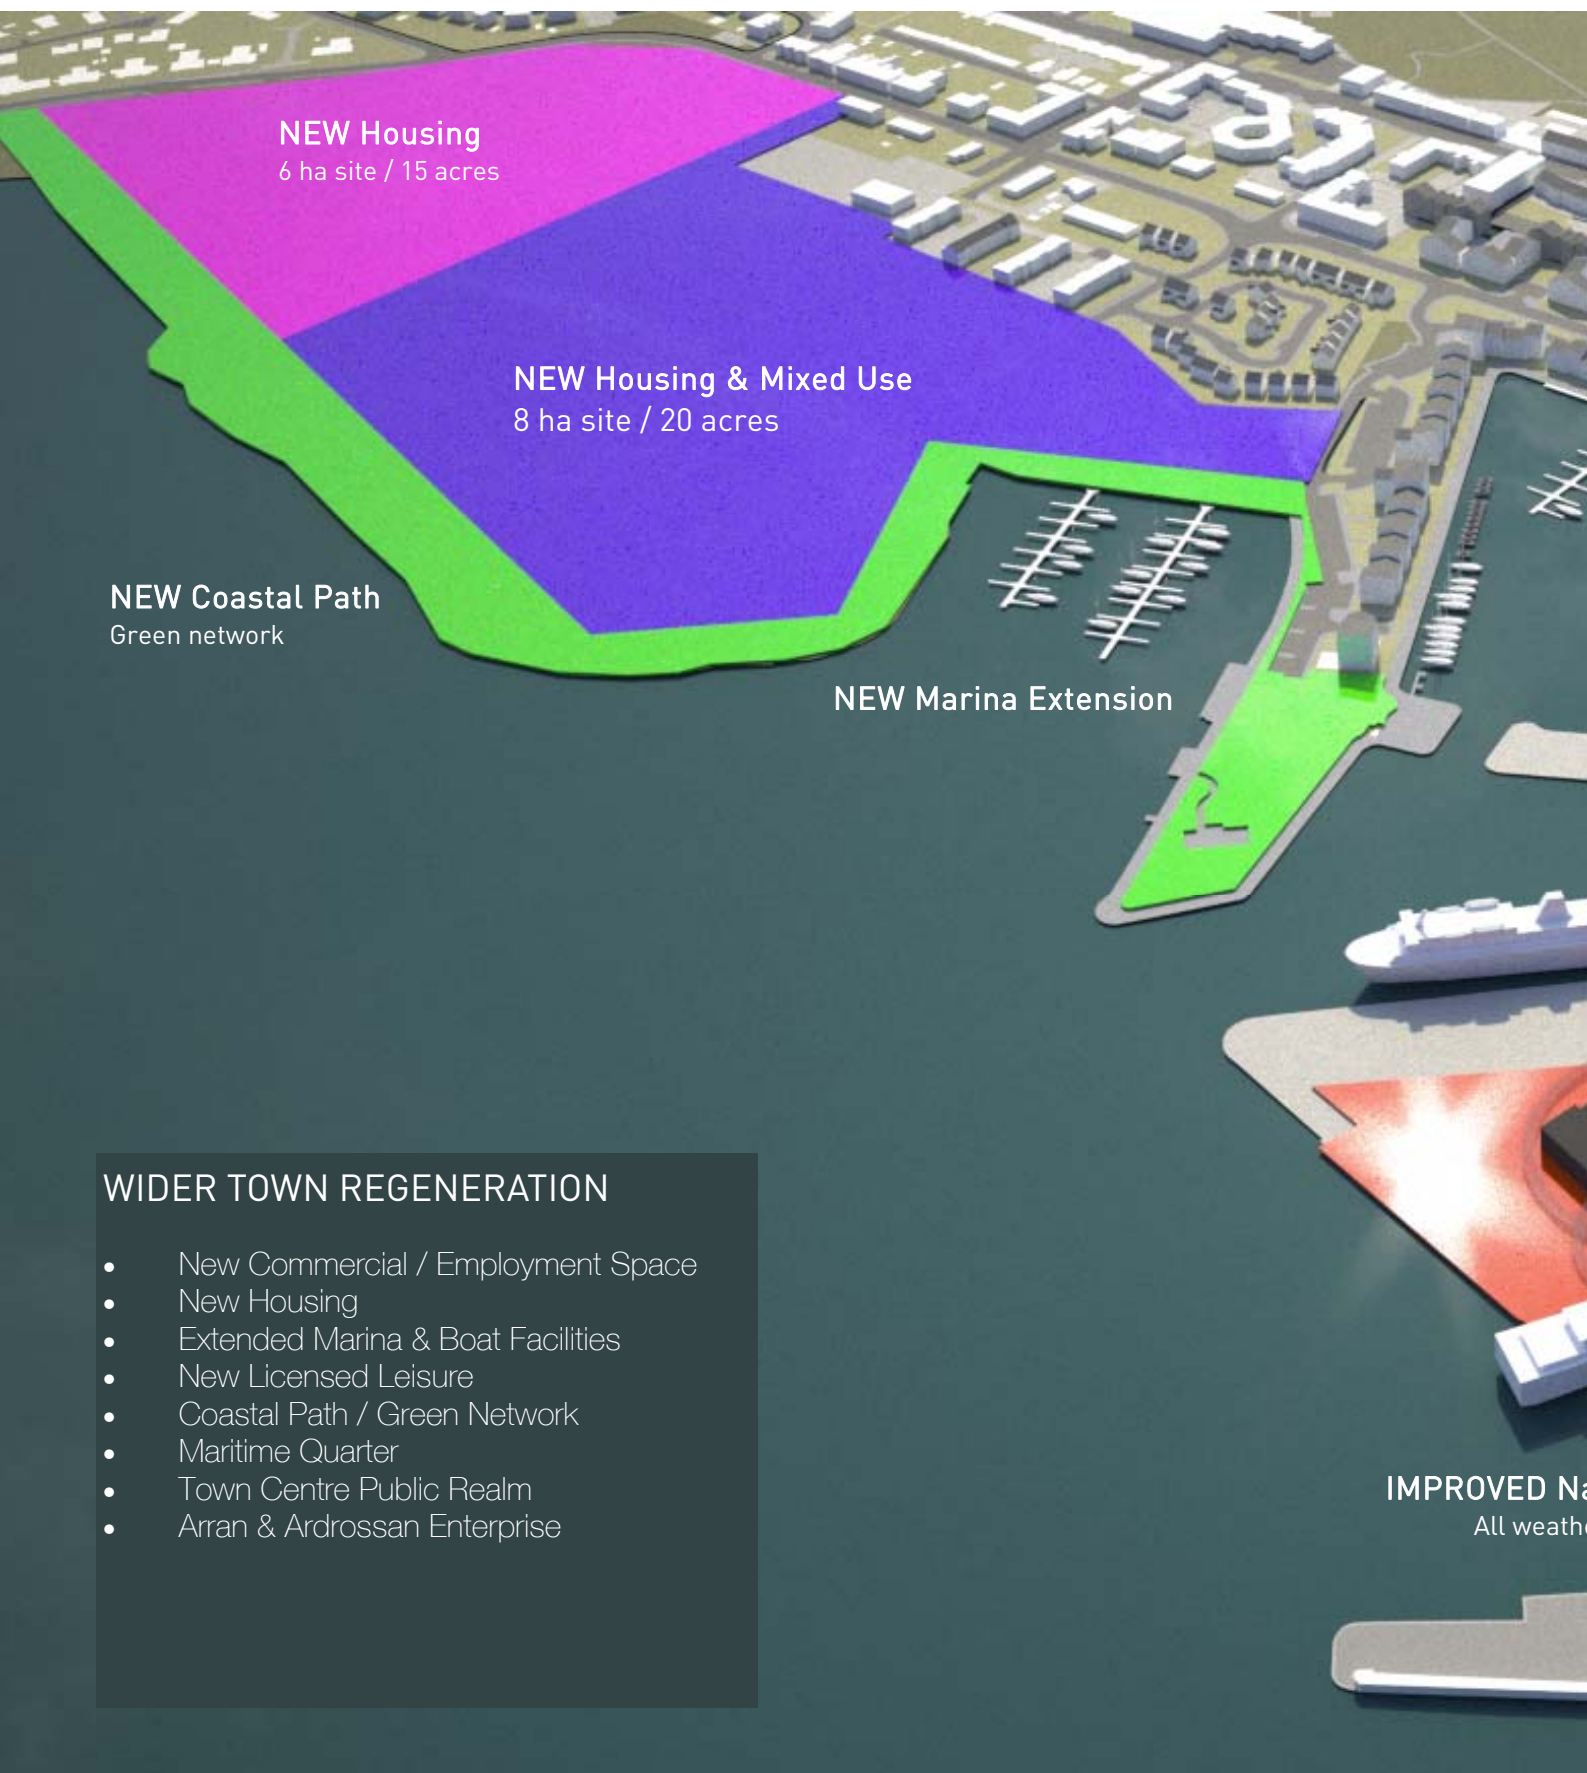 NEW Housing
6 ha site / 15 acres
NEW Housing & Mixed Use
8 ha site / 20 acres
NEW Coastal Path
Green network
NEW Marina Extension
WIDER TOWN REGENERATION
• New Commercial / Employment Space
• New Housing
• Extended Marina & Boat Facilities
• New Licensed Leisure
• Coastal Path / Green Network
• Maritime Quarter
• Town Centre Public Realm
• Arran & Ardrossan Enterprise
IMPROVED Na
All weathe